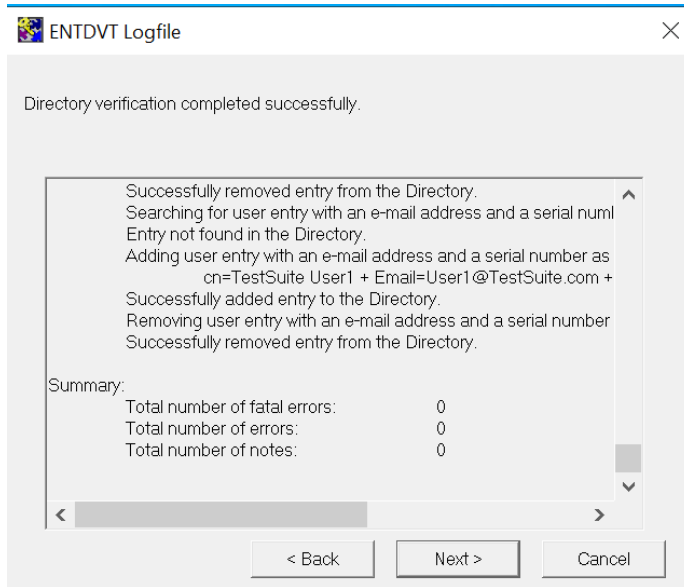 ENTDVT Logfile
Directory verification completed successfully.
Successfully removed entry from the Directory.
Searching for user entry with an e-mail address and a serial
Entry not found in the Directory.
Adding user entry with an e-mail address and a serial number as
cn=TestSuite User1 + Email=User1@TestSuite.com +
Successfully added entry to the Directory.
Removing user entry with an e-mail address and a serial number
Successfully removed entry from the Directory.
Summary:
Total number of fatal errors: 0
Total number of errors: 0
Total number of notes: 0
< Back Next > Cancel